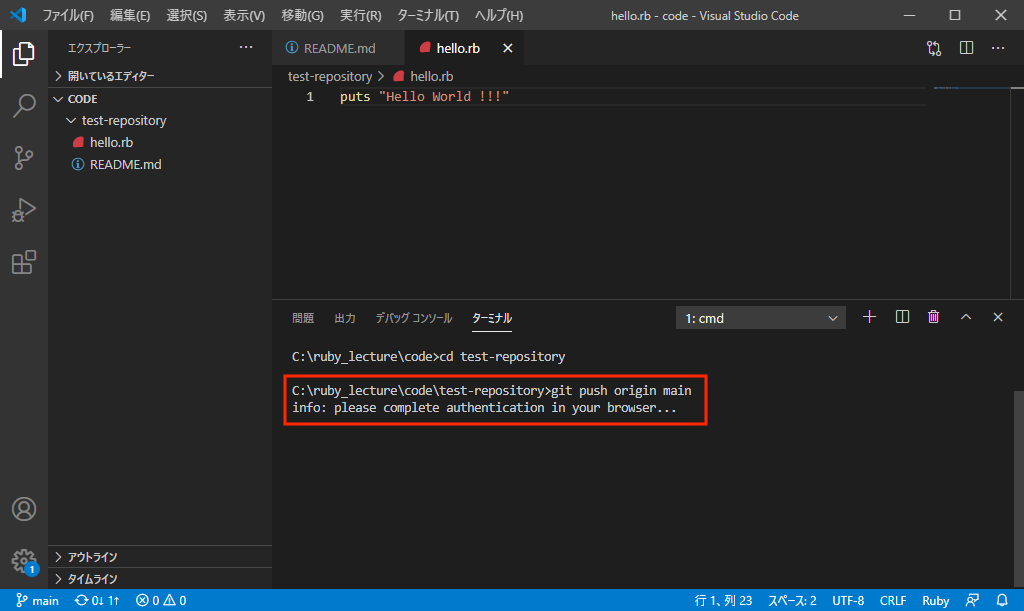 ファイル(F) 編集(E) 選択(S) 表示(V) 移動(G) 実行(R) ターミナル(T) ヘルプ(H) hello.rb - code - Visual Studio Code
エクスプローラー
開いているエディター
CODE
test-repository
hello.rb
README.md
README.md hello.rb
test-repository > hello.rb
1 puts "Hello World !!!"
問題 出力 デバッグ コンソール ターミナル 1: cmd
C:\ruby_lecture\code>cd test-repository
C:\ruby_lecture\code\test-repository>git push origin main
info: please complete authentication in your browser...
アウトライン
タイムライン
1
main 0↓ 1↑ 0 0 行 1、列 23 スペース: 2 UTF-8 CRLF Ruby